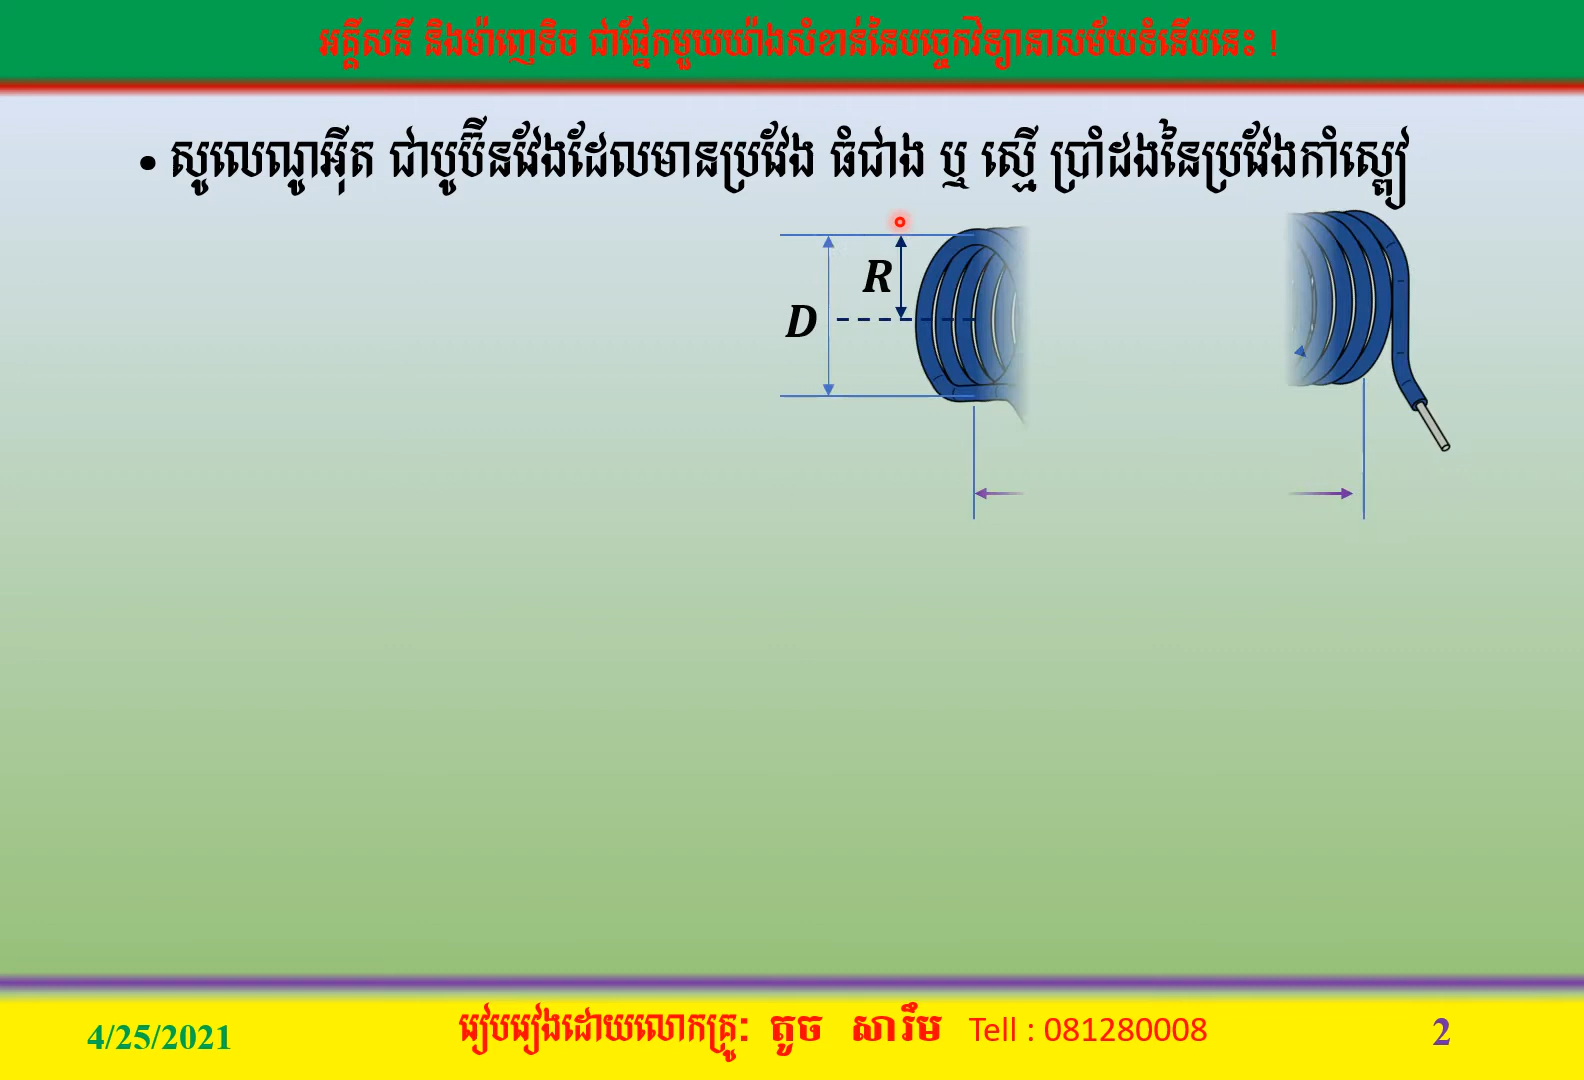 អគ្គីសនី និងម៉ាញេទិច ជាផ្នែកមួយយ៉ាងសំខាន់នៃបច្ចេកវិទ្យានាសម័យទំនើបនេះ !
• សូលេណូអ៊ីត ជាបូប៊ីនវែងដែលមានប្រវែង ធំជាង ឬ ស្មើ ប្រាំដងនៃប្រវែងកាំស្ពៀ
R
D
4/25/2021 រៀបរៀងដោយលោកគ្រូ: តូច សារឹម Tell : 081280008 2